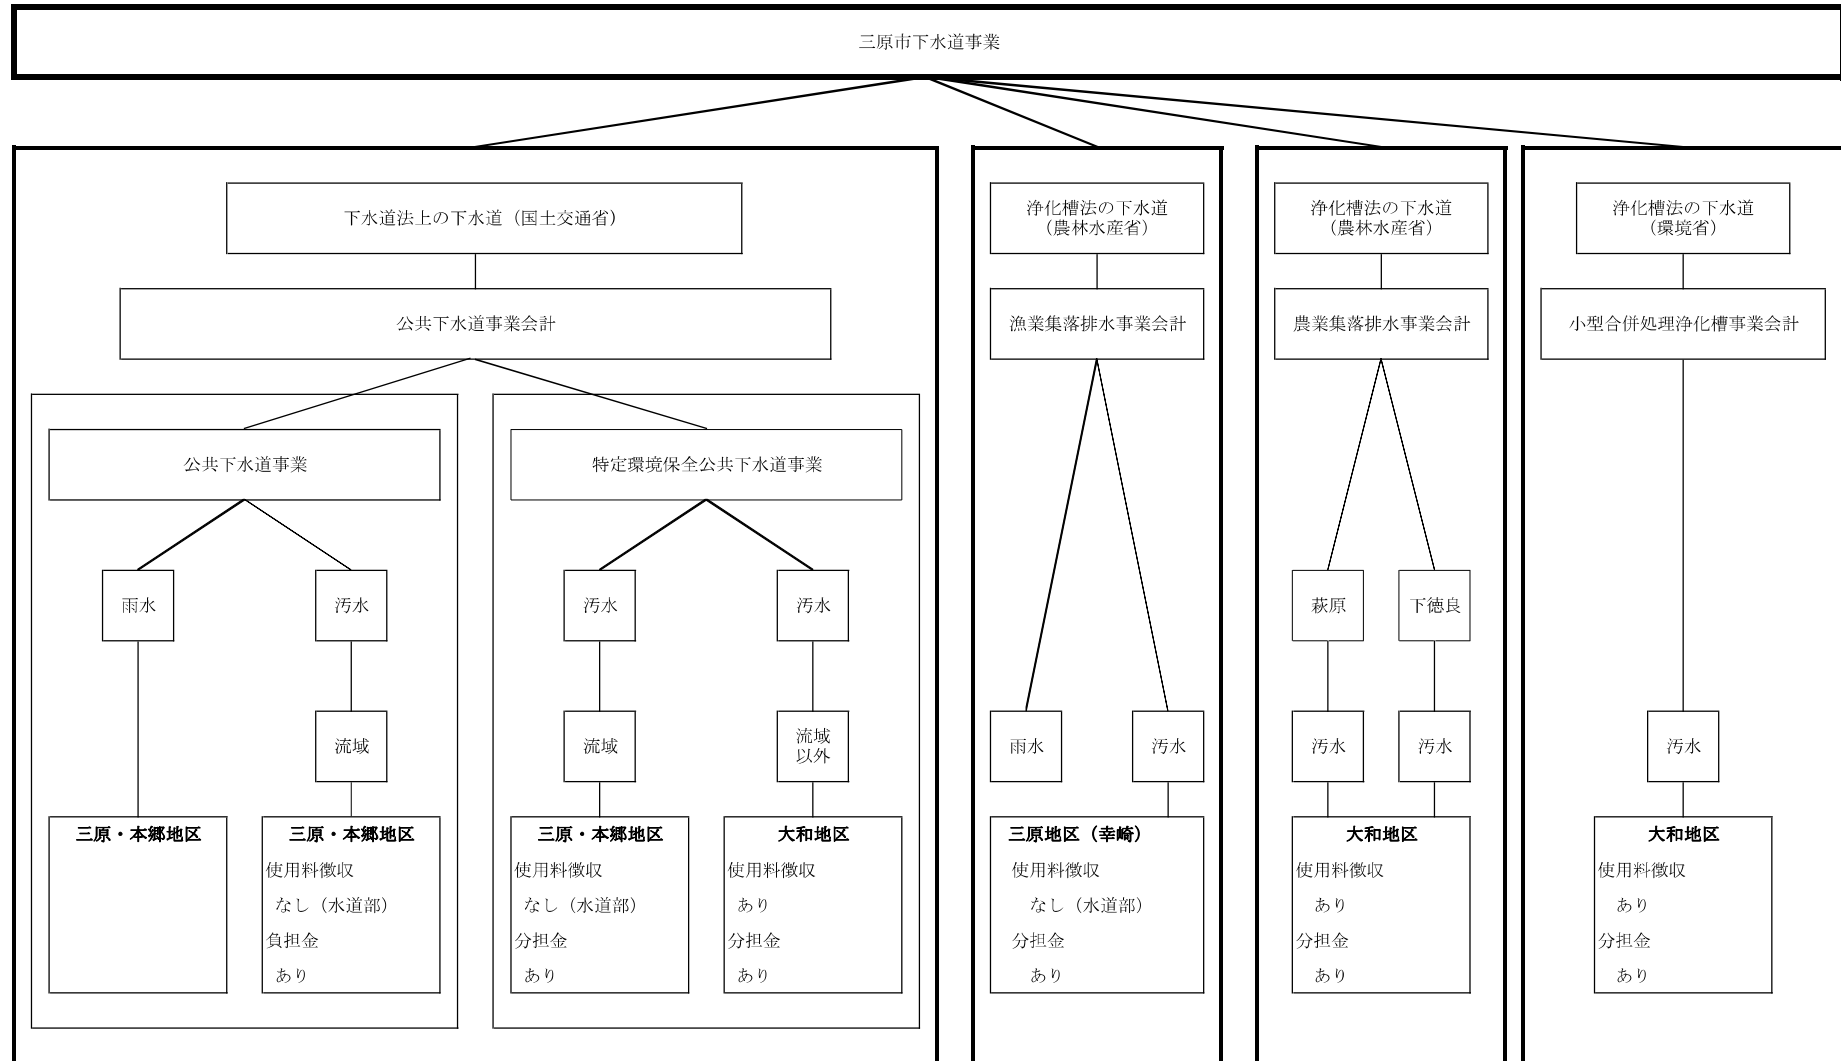 三原市下水道事業
下水道法上の下水道（国土交通省）
浄化槽法の下水道
（農林水産省）
浄化槽法の下水道
（農林水産省）
浄化槽法の下水道
（環境省）
公共下水道事業会計
漁業集落排水事業会計
農業集落排水事業会計
小型合併処理浄化槽事業会計
公共下水道事業
特定環境保全公共下水道事業
雨水
汚水
汚水
汚水
萩原
下徳良
流域
流域
流域
以外
雨水
汚水
汚水
汚水
汚水
三原・本郷地区
三原・本郷地区
使用料徴収
なし（水道部）
負担金
あり
三原・本郷地区
使用料徴収
なし（水道部）
分担金
あり
大和地区
使用料徴収
あり
分担金
あり
三原地区（幸崎）
使用料徴収
なし（水道部）
分担金
あり
大和地区
使用料徴収
あり
分担金
あり
大和地区
使用料徴収
あり
分担金
あり